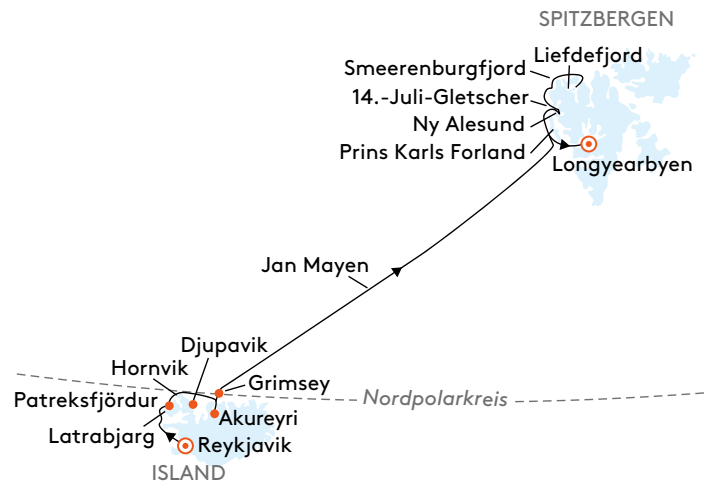 SPITZBERGEN
Liefdefjord
Smeerenburgfjord
14.-Juli-Gletscher
Ny Alesund
Prins Karls Forland
Longyearbyen
Jan Mayen
Djupavik
Hornvik
Grimsey
Patreksfjördur
Nordpolarkreis
Akureyri
Latrabjarg
Reykjavik
ISLAND